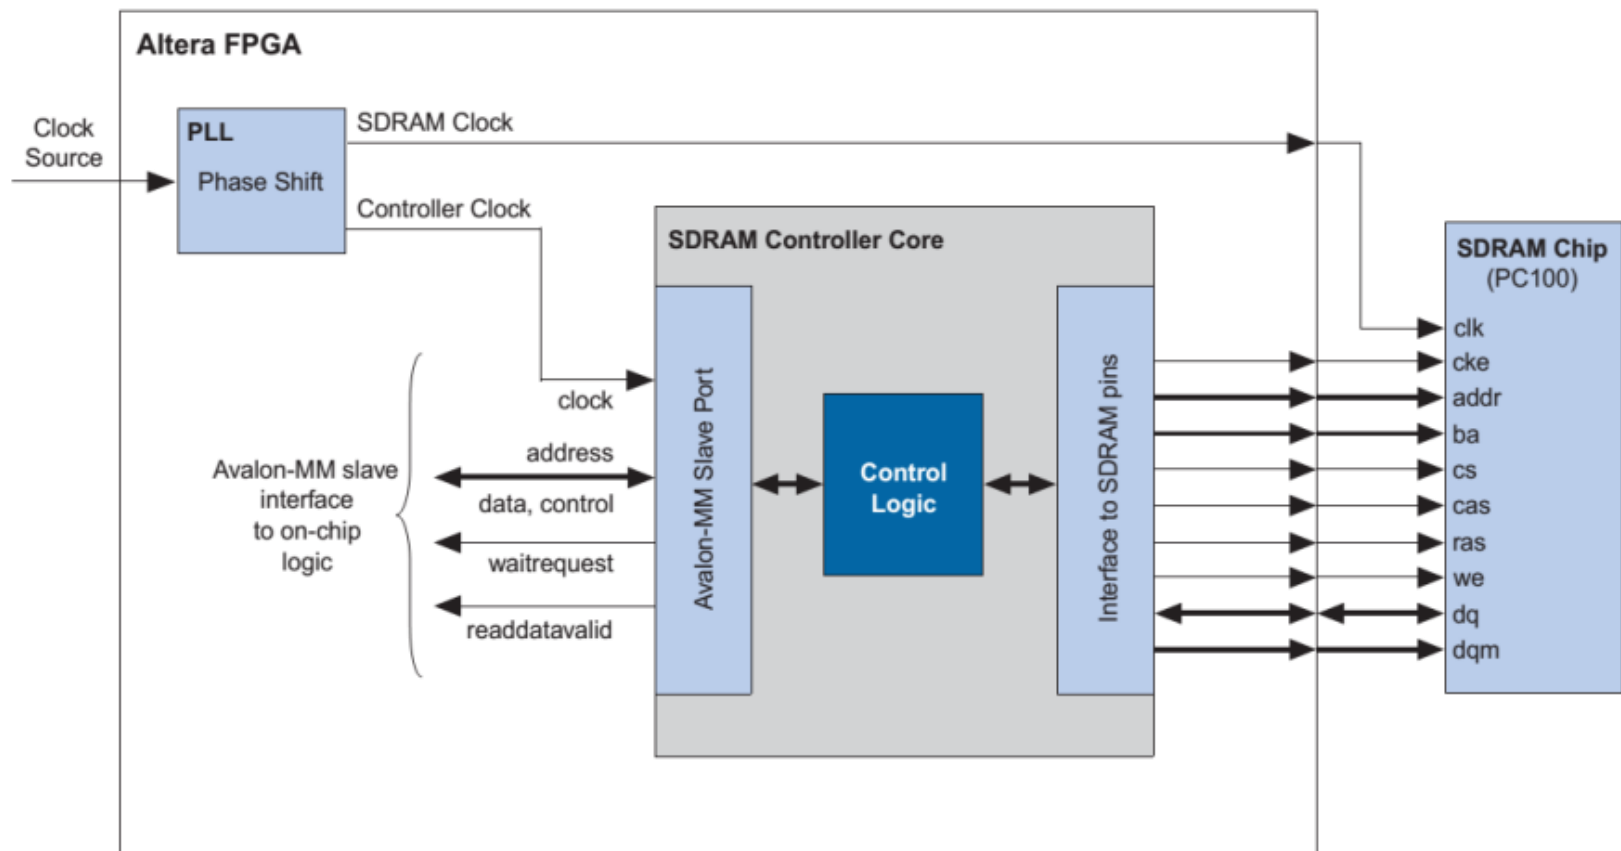 Altera FPGA
Clock
Source
PLL
Phase Shift
SDRAM Clock
Controller Clock
SDRAM Controller Core
SDRAM Chip
(PC100)
clock
address
data, control
waitrequest
readdatavalid
Avalon-MM slave
interface
to on-chip
logic
Avalon-MM Slave Port
Control
Logic
Interface to SDRAM pins
clk
cke
addr
ba
cs
cas
ras
we
dq
dqm